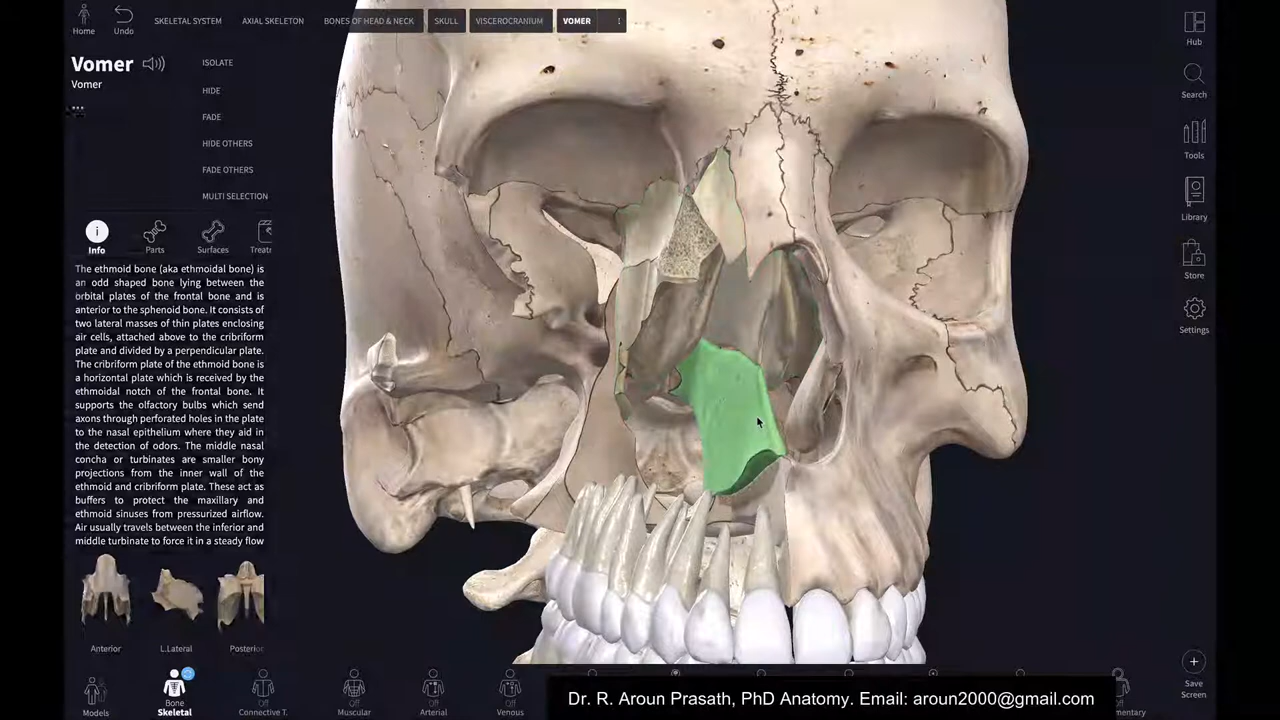 Home
Undo
SKELETAL SYSTEM
AXIAL SKELETON
BONES OF HEAD & NECK
SKULL
VISCEROCRANIUM
VOMER
Hub
Vomer
Vomer
ISOLATE
HIDE
FADE
HIDE OTHERS
FADE OTHERS
MULTI SELECTION
Search
Tools
Library
Store
Settings
Info
Parts
Surfaces
Treat
The ethmoid bone (aka ethmoidal bone) is
an odd shaped bone lying between the
orbital plates of the frontal bone and is
anterior to the sphenoid bone. It consists of
two lateral masses of thin plates enclosing
air cells, attached above to the cribriform
plate and divided by a perpendicular plate.
The cribriform plate of the ethmoid bone is
a horizontal plate which is received by the
ethmoidal notch of the frontal bone. It
supports the olfactory bulbs which send
axons through perforated holes in the plate
to the nasal epithelium where they aid in
the detection of odors. The middle nasal
concha or turbinates are smaller bony
projections from the inner wall of the
ethmoid and cribriform plate. These act as
buffers to protect the maxillary and
ethmoid sinuses from pressurized airflow.
Air usually travels between the inferior and
middle turbinate to force it in a steady flow
Anterior
L.Lateral
Posterior
Models
Bone
Skeletal
Off
Connective T.
Off
Muscular
Off
Arterial
Off
Venous
Off
mentary
Save
Screen
Dr. R. Aroun Prasath, PhD Anatomy. Email: aroun2000@gmail.com